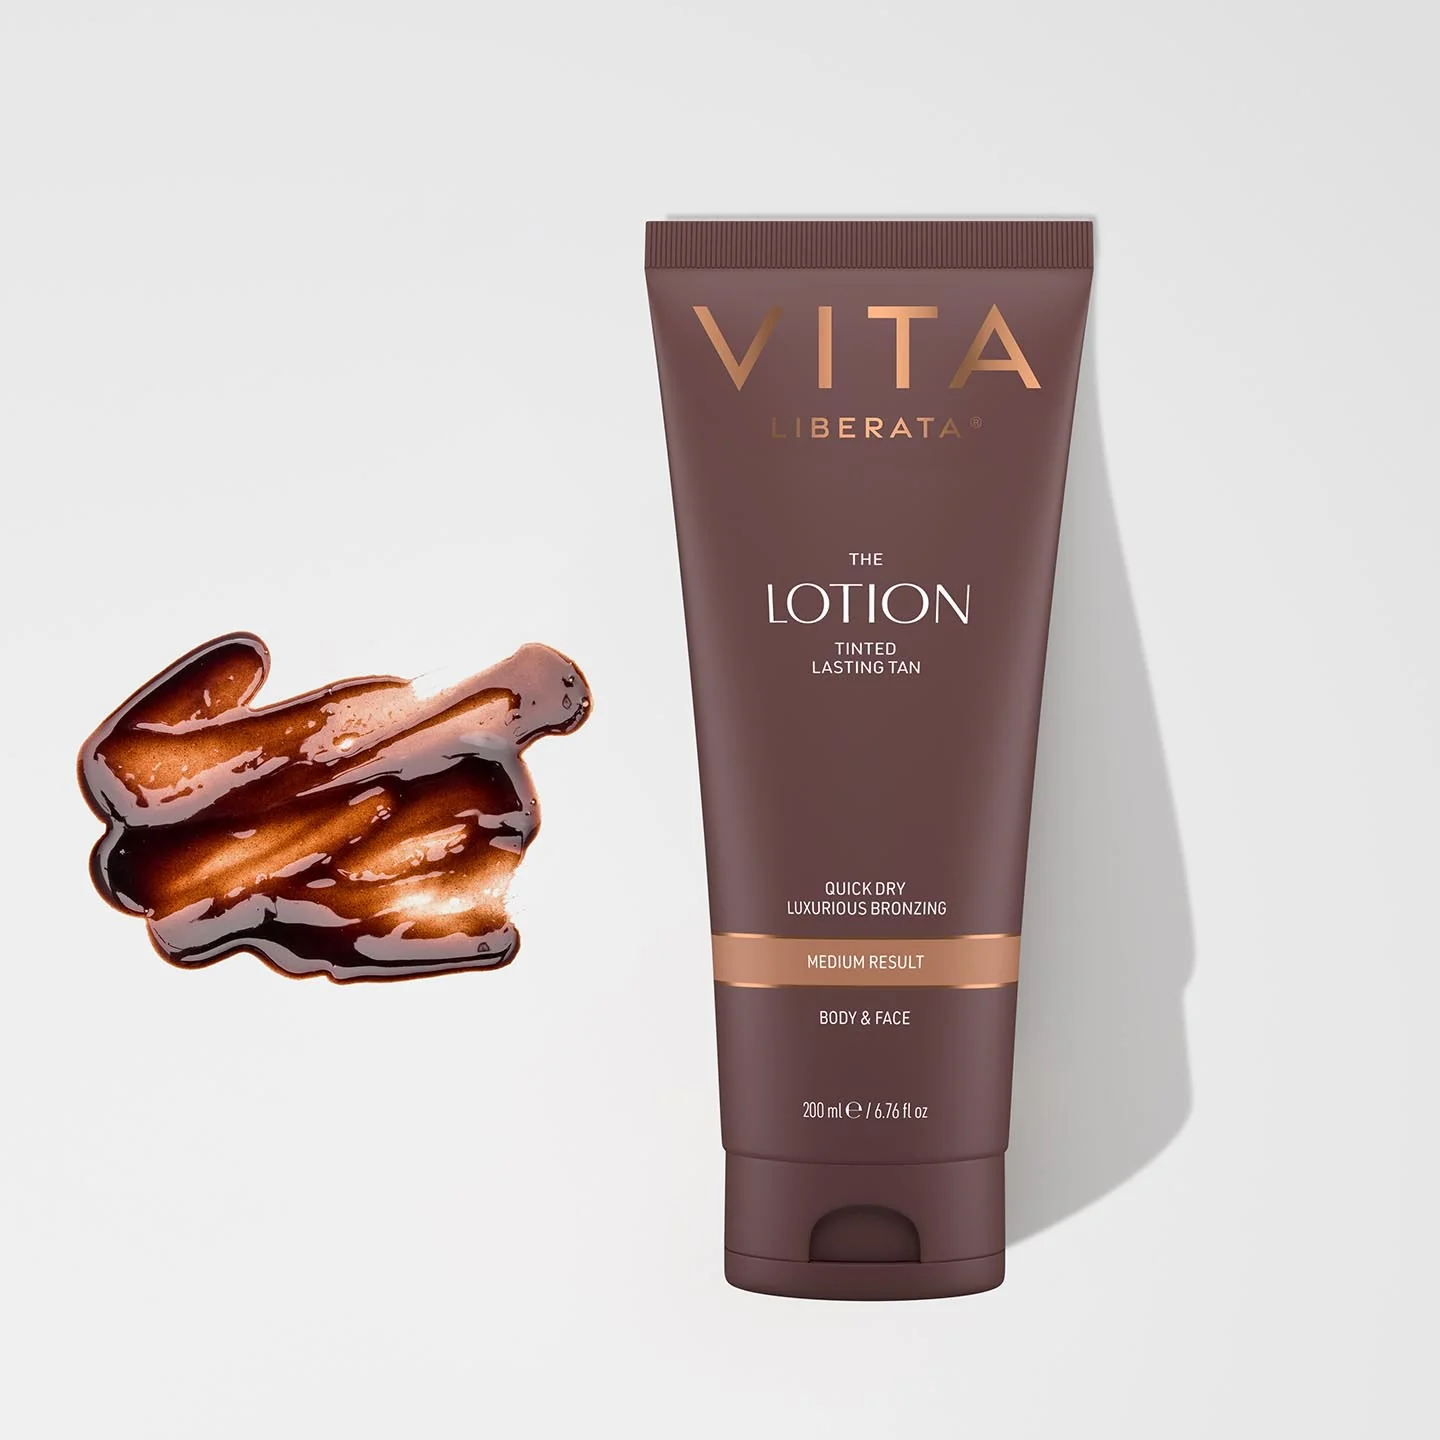 VITA
LIBERATA®
THE
LOTION
TINTED
LASTING TAN
QUICK DRY
LUXURIOUS BRONZING
MEDIUM RESULT
BODY & FACE
200 ml ℮ / 6.76 fl oz